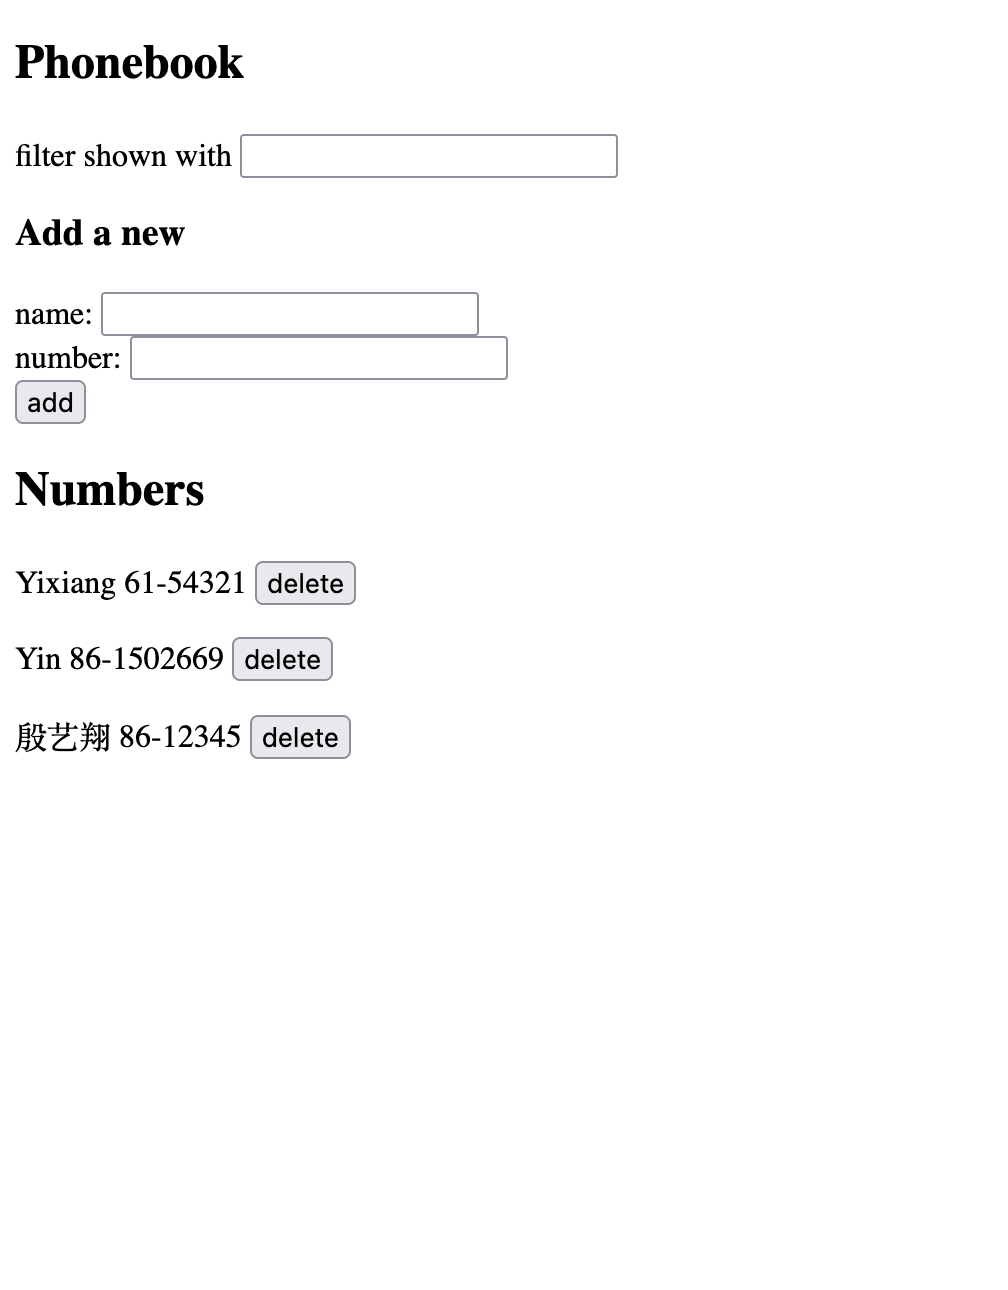 Phonebook
filter shown with
Add a new
name:
number:
add
Numbers
Yixiang 61-54321 delete
Yin 86-1502669 delete
殷艺翔 86-12345 delete